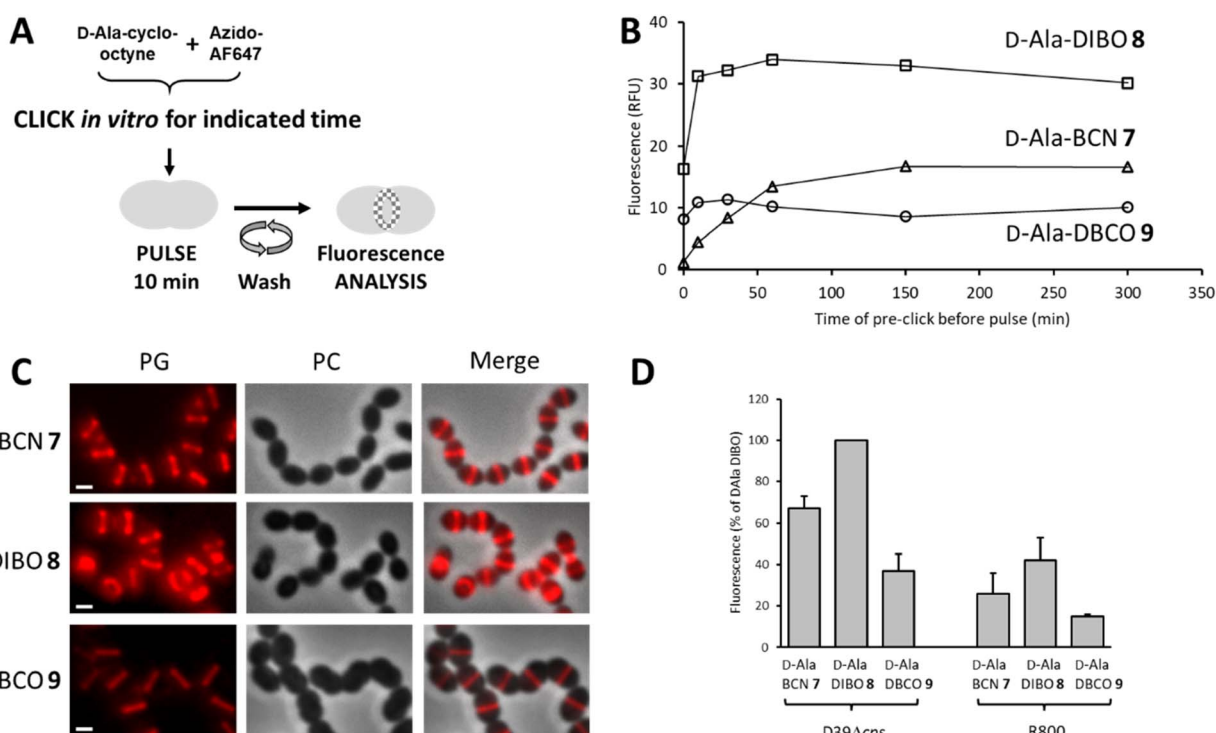 A
D-Ala-cyclo-
octyne
+
Azido-
AF647
CLICK in vitro for indicated time
PULSE
10 min
Wash
Fluorescence
ANALYSIS
B
40
30
20
10
0
Fluorescence (RFU)
D-Ala-DIBO 8
D-Ala-BCN 7
D-Ala-DBCO 9
0 50 100 150 200 250 300 350
Time of pre-click before pulse (min)
C
PG PC Merge
BCN 7
DIBO 8
BCO 9
D
120
100
80
60
40
20
0
Fluorescence (% of DAla DIBO)
D-Ala D-Ala D-Ala
BCN 7 DIBO 8 DBCO 9
D-Ala D-Ala D-Ala
BCN 7 DIBO 8 DBCO 9
D39Δcps R800